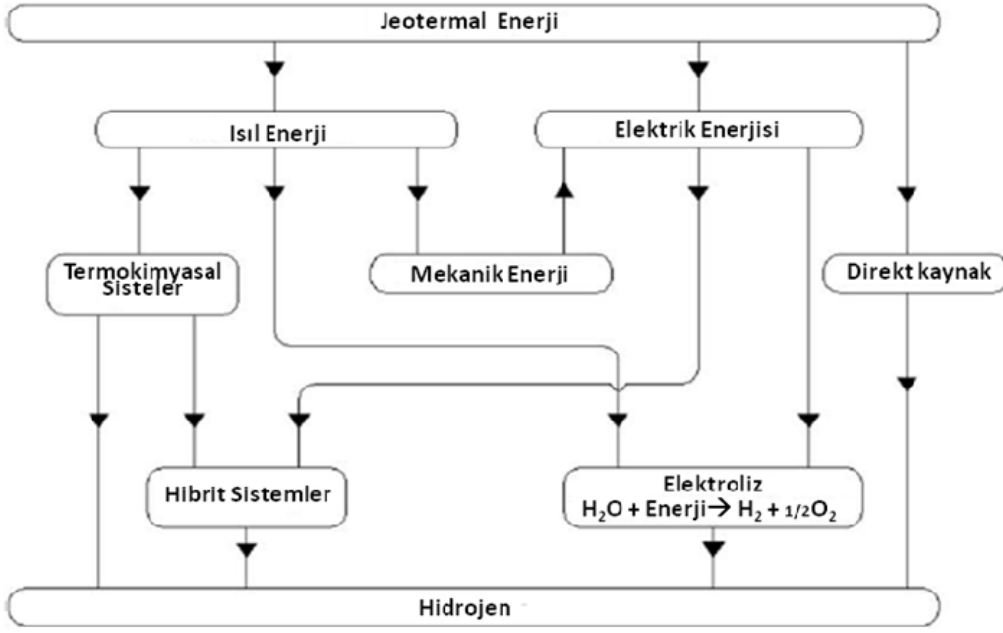 Jeotermal Enerji
Isıl Enerji
Elektrik Enerjisi
Termokimyasal
Sisteler
Mekanik Enerji
Direkt kaynak
Hibrit Sistemler
Elektroliz
H₂O + Enerji→ H₂ + 1/2O₂
Hidrojen